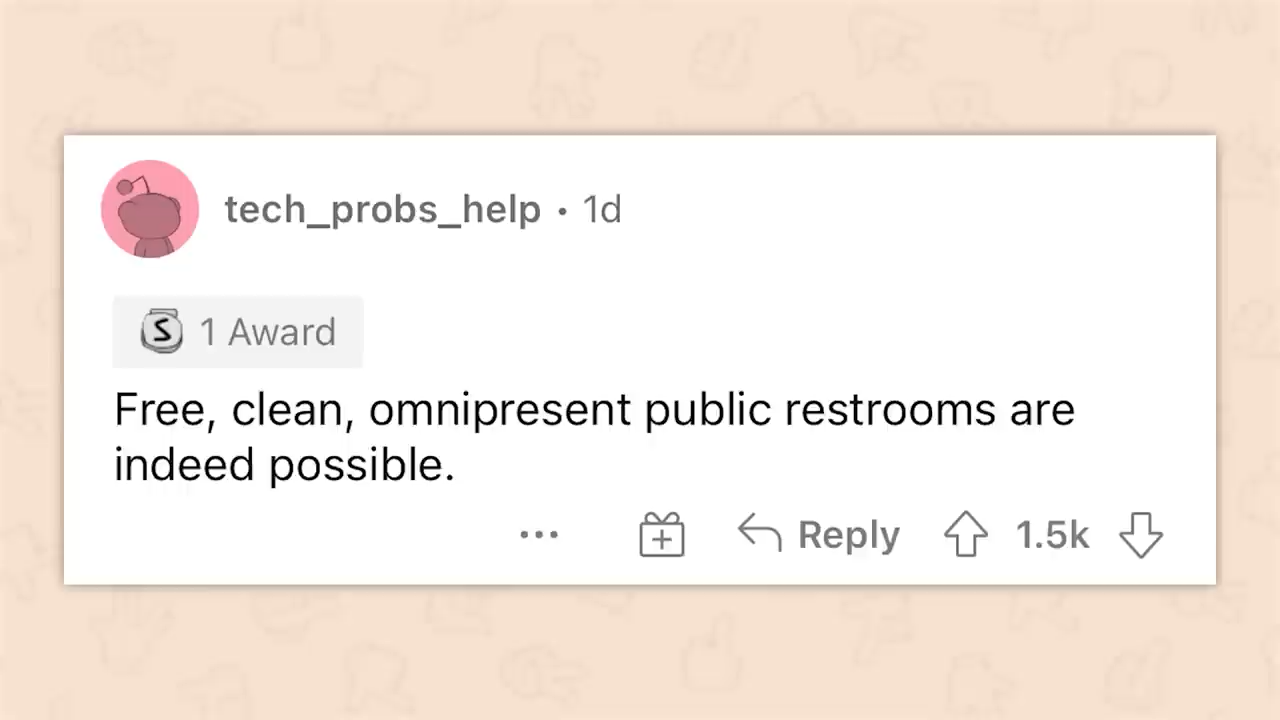 tech_probs_help • 1d
S 1 Award
Free, clean, omnipresent public restrooms are
indeed possible.
... Reply 1.5k